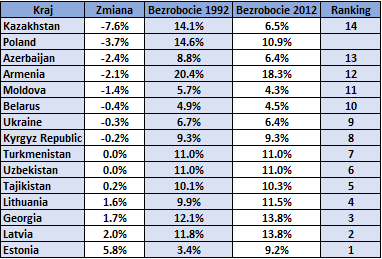 Kraj Zmiana Bezrobocie 1992 Bezrobocie 2012 Ranking
Kazakhstan -7.6% 14.1% 6.5% 14
Poland -3.7% 14.6% 10.9%
Azerbaijan -2.4% 8.8% 6.4% 13
Armenia -2.1% 20.4% 18.3% 12
Moldova -1.4% 5.7% 4.3% 11
Belarus -0.4% 4.9% 4.5% 10
Ukraine -0.3% 6.7% 6.4% 9
Kyrgyz Republic -0.2% 9.3% 9.3% 8
Turkmenistan 0.0% 11.0% 11.0% 7
Uzbekistan 0.0% 11.0% 11.0% 6
Tajikistan 0.2% 10.1% 10.3% 5
Lithuania 1.6% 9.9% 11.5% 4
Georgia 1.7% 12.1% 13.8% 3
Latvia 2.0% 11.8% 13.8% 2
Estonia 5.8% 3.4% 9.2% 1